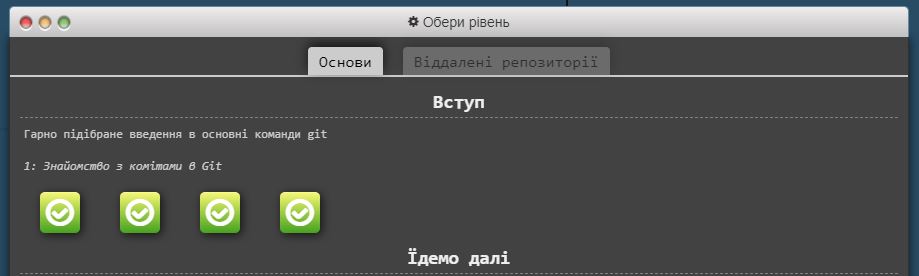 Обери рівень
Основи
Віддалені репозиторії
Вступ
Гарно підібране введення в основні команди git
1: Знайомство з комітами в Git
Їдемо далі